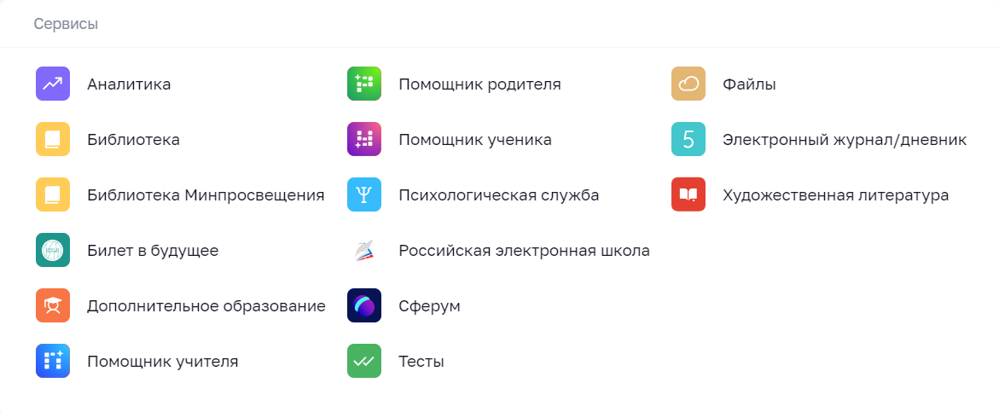 Сервисы
Аналитика
Библиотека
Библиотека Минпросвещения
Билет в будущее
Дополнительное образование
Помощник учителя
Помощник родителя
Помощник ученика
Психологическая служба
Российская электронная школа
Сферум
Тесты
Файлы
5
Электронный журнал/дневник
Художественная литература